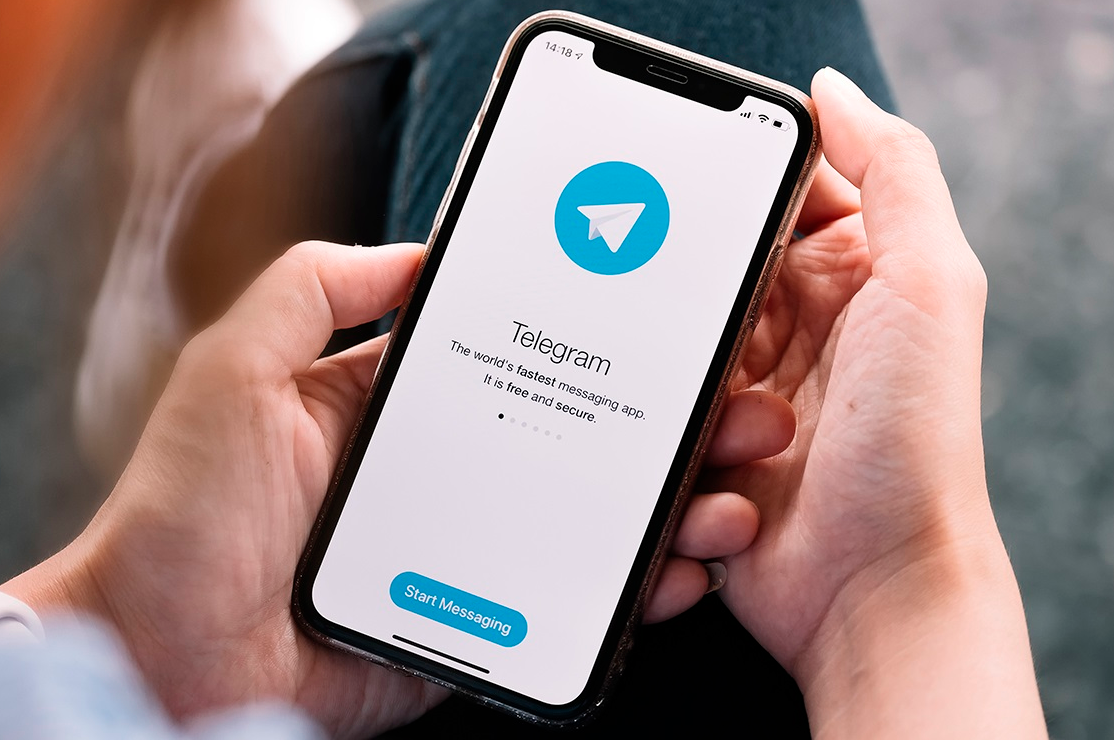 14:18
Telegram
The world's fastest messaging app.
It is free and secure.
Start Messaging